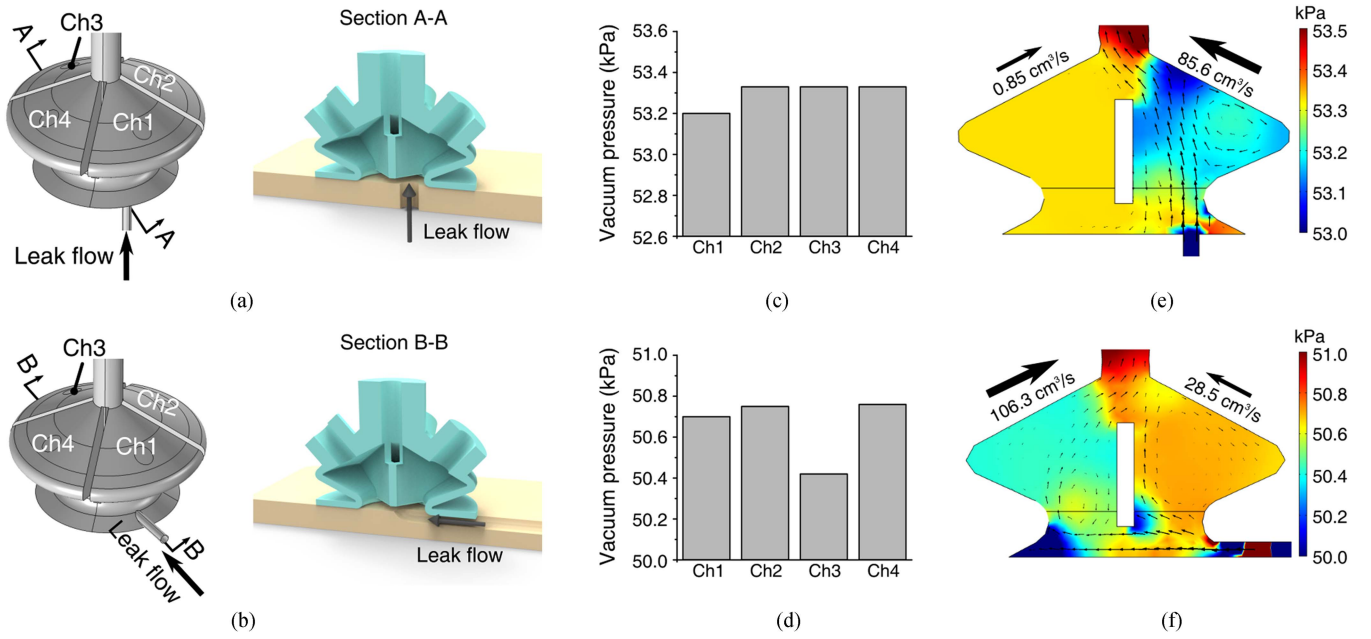 Ch3
A
Ch2
Ch4
Ch1
A
Leak flow
Section A-A
Leak flow
(a)
Vacuum pressure (kPa)
53.6
53.4
53.2
53.0
52.8
52.6
Ch1 Ch2 Ch3 Ch4
(c)
0.85 cm³/s
85.6 cm³/s
kPa
53.5
53.4
53.3
53.2
53.1
53.0
(e)
Ch3
B
Ch2
Ch4
Ch1
B
Leak flow
Section B-B
Leak flow
(b)
Vacuum pressure (kPa)
51.0
50.8
50.6
50.4
50.2
50.0
Ch1 Ch2 Ch3 Ch4
(d)
106.3 cm³/s
28.5 cm³/s
kPa
51.0
50.8
50.6
50.4
50.2
50.0
(f)